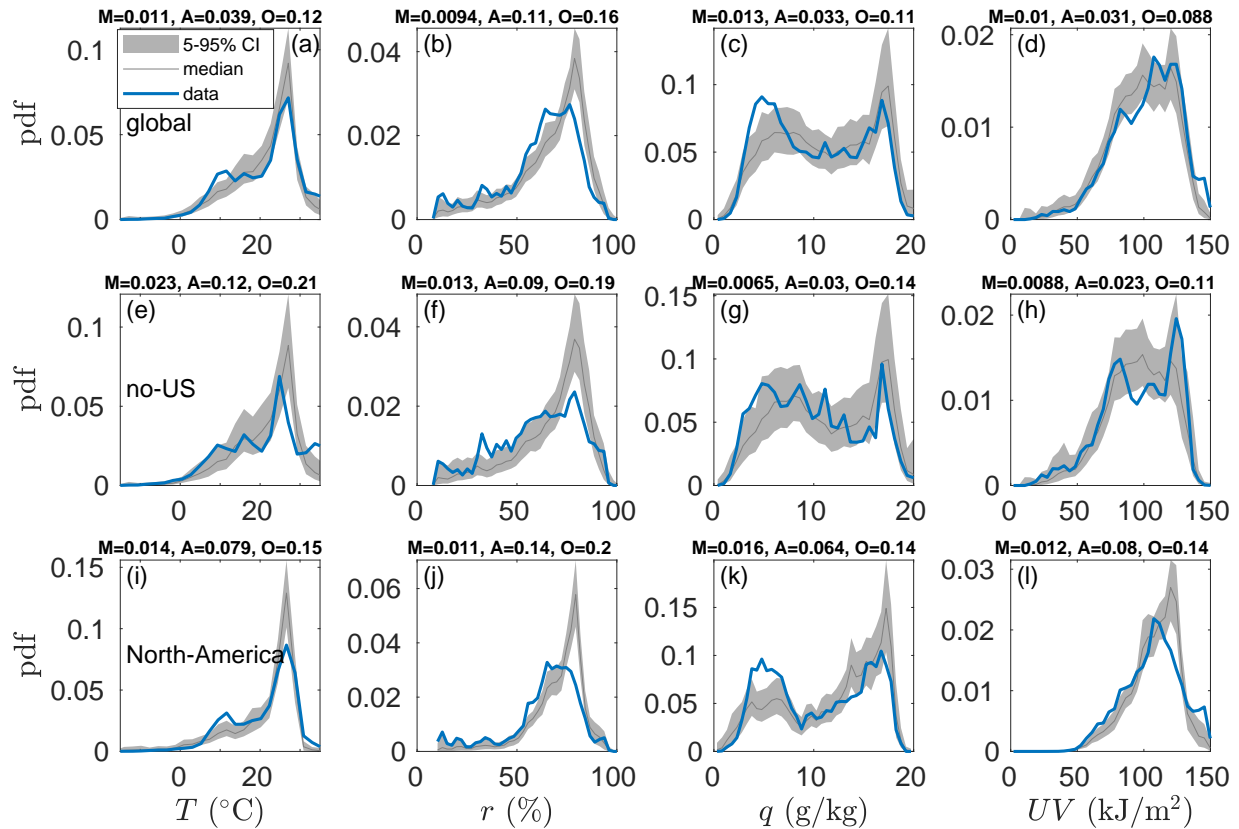 M=0.011, A=0.039, O=0.12
M=0.0094, A=0.11, O=0.16
M=0.013, A=0.033, O=0.11
M=0.01, A=0.031, O=0.088
pdf
0.1
0.05
0
0 20
(a)
5-95% CI
median
data
global
0.04
0.02
0
0 50 100
(b)
0.1
0.05
0
0 10 20
(c)
0.02
0.01
0
0 50 100 150
(d)
M=0.023, A=0.12, O=0.21
M=0.013, A=0.09, O=0.19
M=0.0065, A=0.03, O=0.14
M=0.0088, A=0.023, O=0.11
pdf
0.1
0.05
0
0 20
(e)
no-US
0.04
0.02
0
0 50 100
(f)
0.15
0.1
0.05
0
0 10 20
(g)
0.02
0.01
0
0 50 100 150
(h)
M=0.014, A=0.079, O=0.15
M=0.011, A=0.14, O=0.2
M=0.016, A=0.064, O=0.14
M=0.012, A=0.08, O=0.14
pdf
0.15
0.1
0.05
0
0 20
(i)
North-America
T (°C)
0.06
0.04
0.02
0
0 50 100
(j)
r (%)
0.15
0.1
0.05
0
0 10 20
(k)
q (g/kg)
0.03
0.02
0.01
0
0 50 100 150
(l)
UV (kJ/m²)